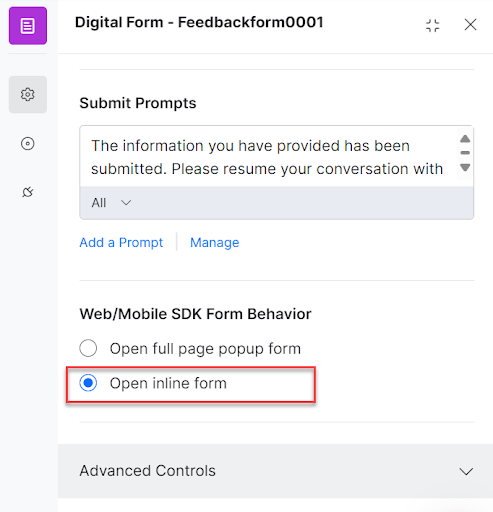 Digital Form - Feedbackform0001
Submit Prompts
The information you have provided has been
submitted. Please resume your conversation with
All
Add a Prompt
Manage
Web/Mobile SDK Form Behavior
Open full page popup form
Open inline form
Advanced Controls